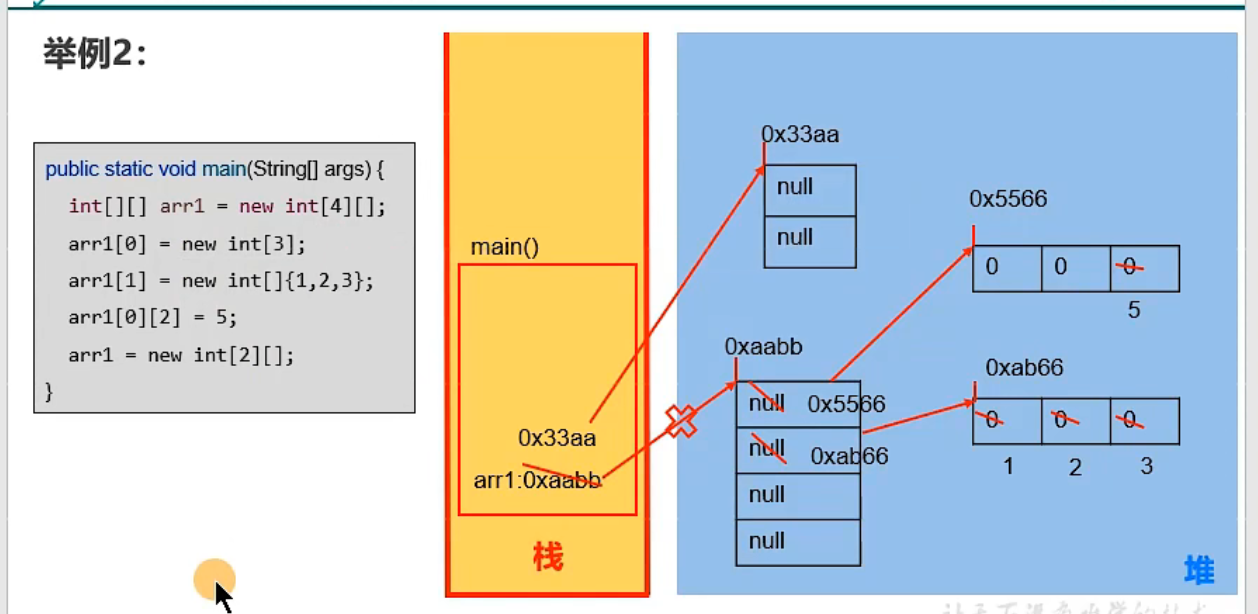 举例2：
public static void main(String[] args) {
int[][] arr1 = new int[4][];
arr1[0] = new int[3];
arr1[1] = new int[]{1,2,3};
arr1[0][2] = 5;
arr1 = new int[2][];
}
main()
0x33aa
arr1:0xaabb
栈
0x33aa
null
null
0xaabb
null 0x5566
null 0xab66
null
null
0x5566
0 0 0
5
0xab66
0 0 0
1 2 3
堆